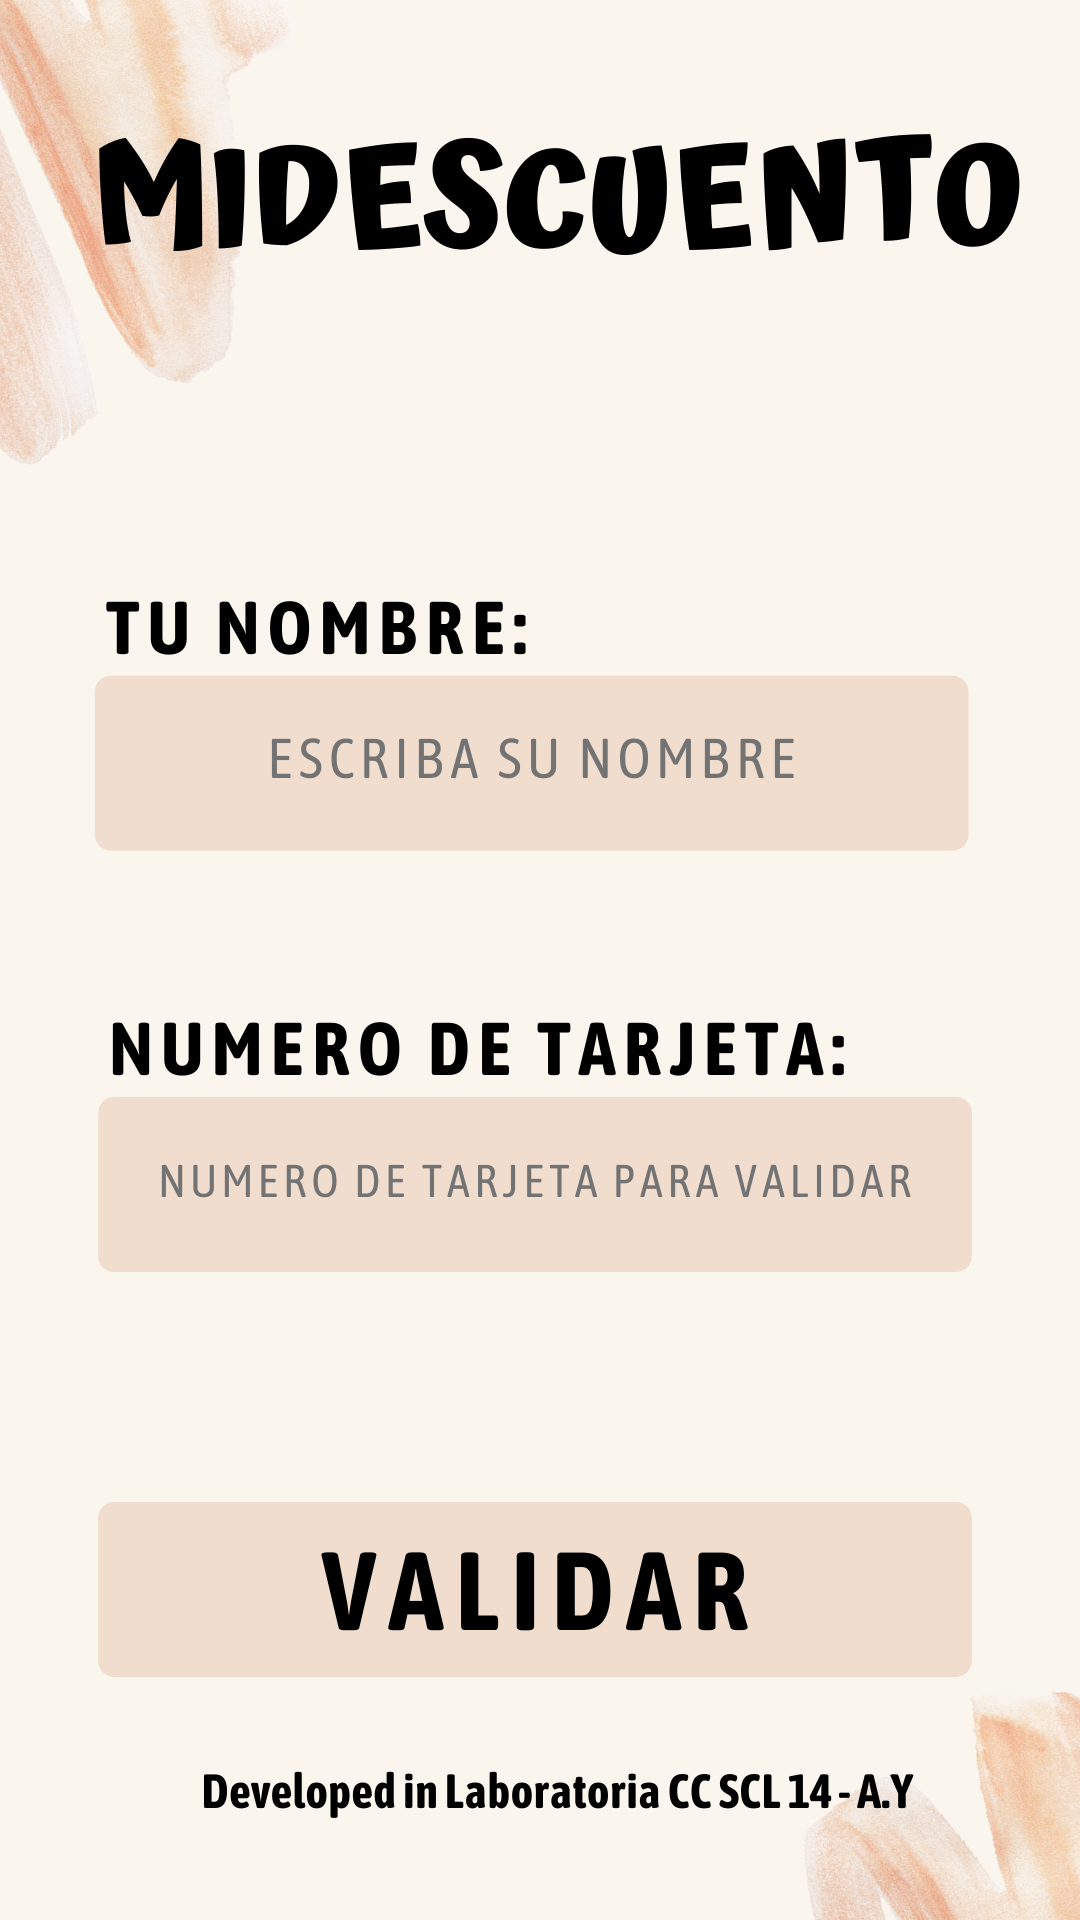 MIDESCUENTO
TU NOMBRE:
ESCRIBA SU NOMBRE
NUMERO DE TARJETA:
NUMERO DE TARJETA PARA VALIDAR
VALIDAR
Developed in Laboratoria CC SCL 14 - A.Y